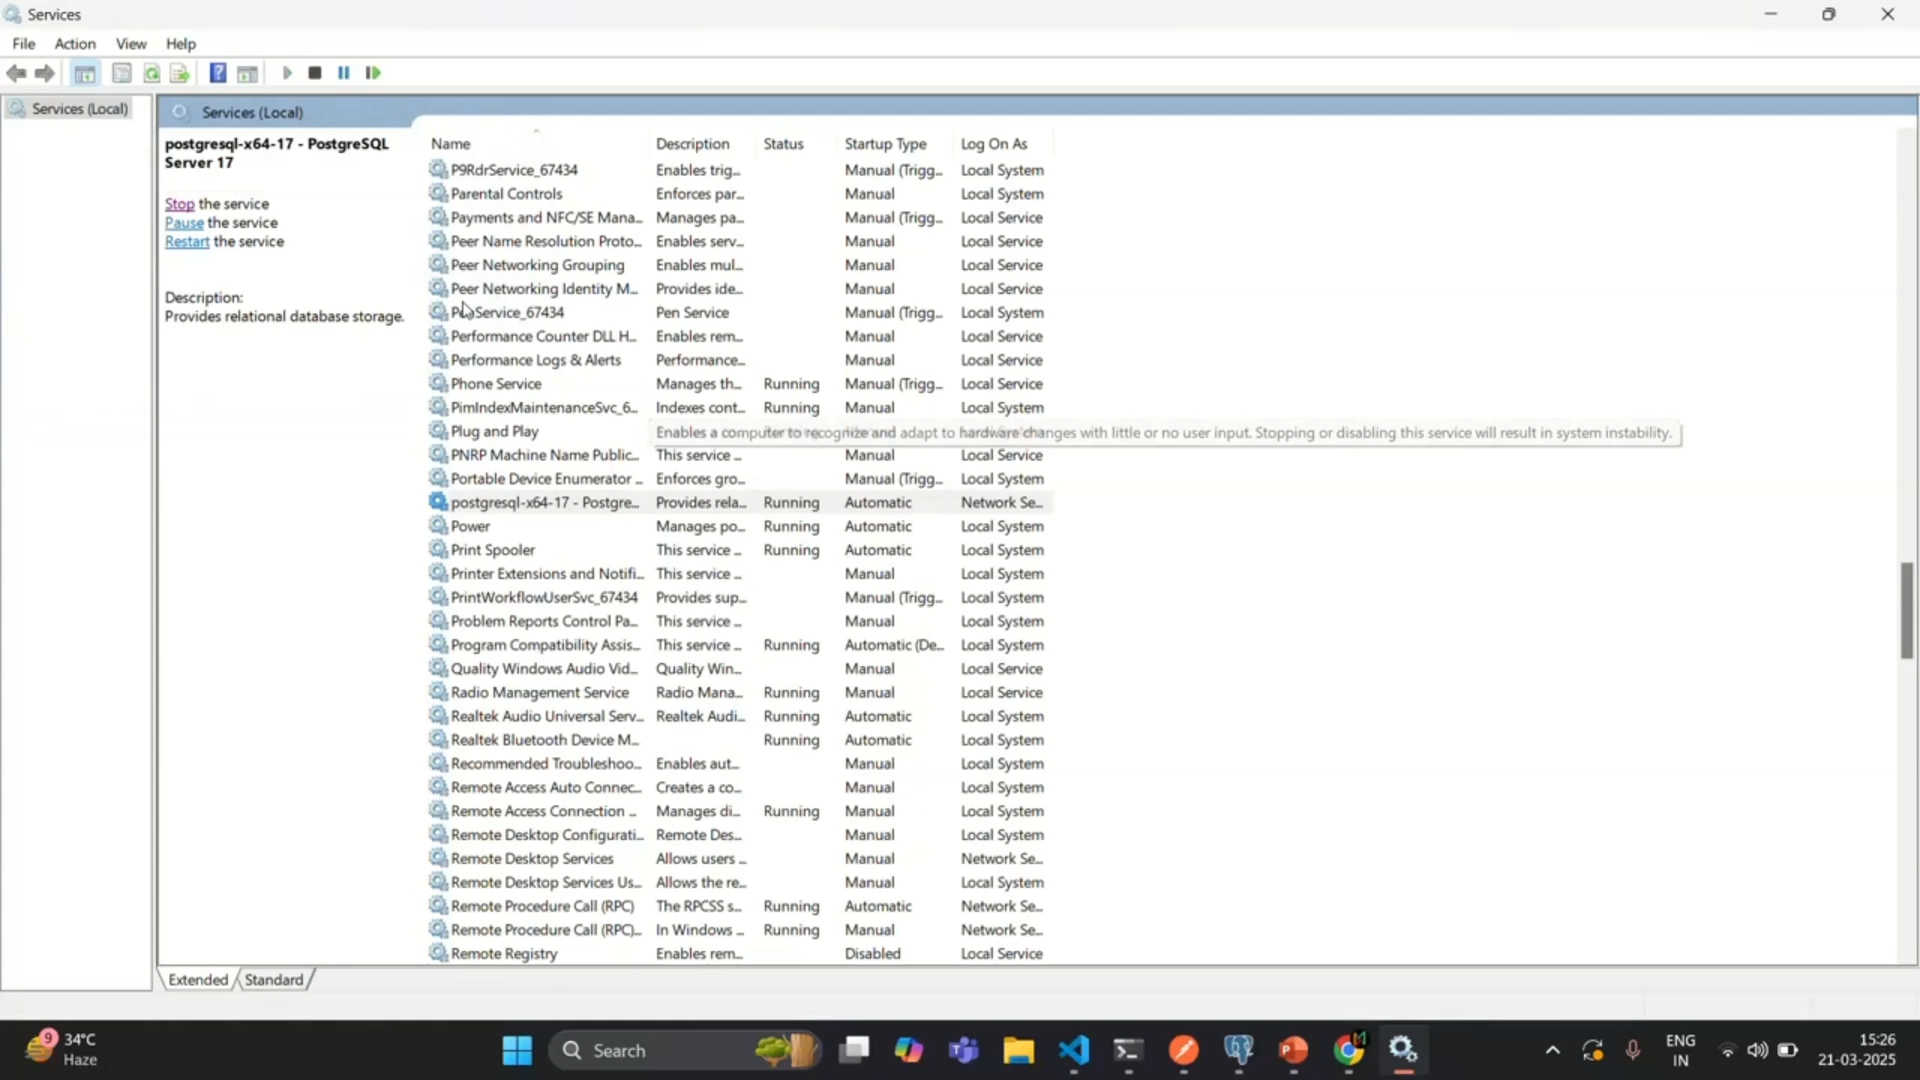 Services
File Action View Help
Services (Local)
Services (Local)
postgresql-x64-17 - PostgreSQL
Server 17
Stop the service
Pause the service
Restart the service
Description:
Provides relational database storage.
Name Description Status Startup Type Log On As
P9RdrService_67434 Enables trig... Manual (Trigg... Local System
Parental Controls Enforces par... Manual Local System
Payments and NFC/SE Mana... Manages pa... Manual (Trigg... Local Service
Peer Name Resolution Proto... Enables serv... Manual Local Service
Peer Networking Grouping Enables mul... Manual Local Service
Peer Networking Identity M... Provides ide... Manual Local Service
PenService_67434 Pen Service Manual (Trigg... Local System
Performance Counter DLL H... Enables rem... Manual Local Service
Performance Logs & Alerts Performance... Manual Local Service
Phone Service Manages th... Running Manual (Trigg... Local Service
PimIndexMaintenanceSvc_6... Indexes cont... Running Manual Local System
Plug and Play Enables a computer to recognize and adapt to hardware changes with little or no user input. Stopping or disabling this service will result in system instability.
PNRP Machine Name Public... This service ... Manual Local Service
Portable Device Enumerator ... Enforces gro... Manual (Trigg... Local System
postgresql-x64-17 - Postgre... Provides rela... Running Automatic Network Se...
Power Manages po... Running Automatic Local System
Print Spooler This service ... Running Automatic Local System
Printer Extensions and Notifi... This service ... Manual Local System
PrintWorkflowUserSvc_67434 Provides sup... Manual (Trigg... Local System
Problem Reports Control Pa... This service ... Manual Local System
Program Compatibility Assis... This service ... Running Automatic (De... Local System
Quality Windows Audio Vid... Quality Win... Manual Local Service
Radio Management Service Radio Mana... Running Manual Local Service
Realtek Audio Universal Serv... Realtek Audi... Running Automatic Local System
Realtek Bluetooth Device M... Running Automatic Local System
Recommended Troubleshoo... Enables aut... Manual Local System
Remote Access Auto Connec... Creates a co... Manual Local System
Remote Access Connection ... Manages di... Running Manual Local System
Remote Desktop Configurati... Remote Des... Manual Local System
Remote Desktop Services Allows users ... Manual Network Se...
Remote Desktop Services Us... Allows the re... Manual Local System
Remote Procedure Call (RPC) The RPCSS s... Running Automatic Network Se...
Remote Procedure Call (RPC)... In Windows ... Running Manual Network Se...
Remote Registry Enables rem... Disabled Local Service
Extended Standard
9 34°C
Haze
Search
ENG
IN
15:26
21-03-2025